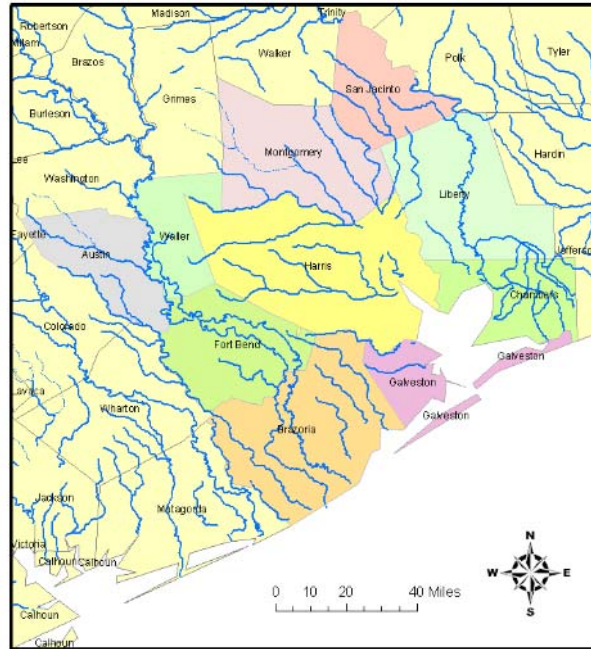 Trinity
Madison
Robertson
Milam
Walker
Polk
Tyler
Brazos
San Jacinto
Grimes
Burleson
Montgomery
Hardin
Lee
Washington
Liberty
Waller
Fayette
Jefferson
Austin
Harris
Chambers
Colorado
Fort Bend
Galveston
Lavaca
Galveston
Wharton
Galveston
Brazoria
Jackson
Matagorda
Victoria
Calhoun Calhoun
N
W E
S
0 10 20 40 Miles
Calhoun
Calhoun